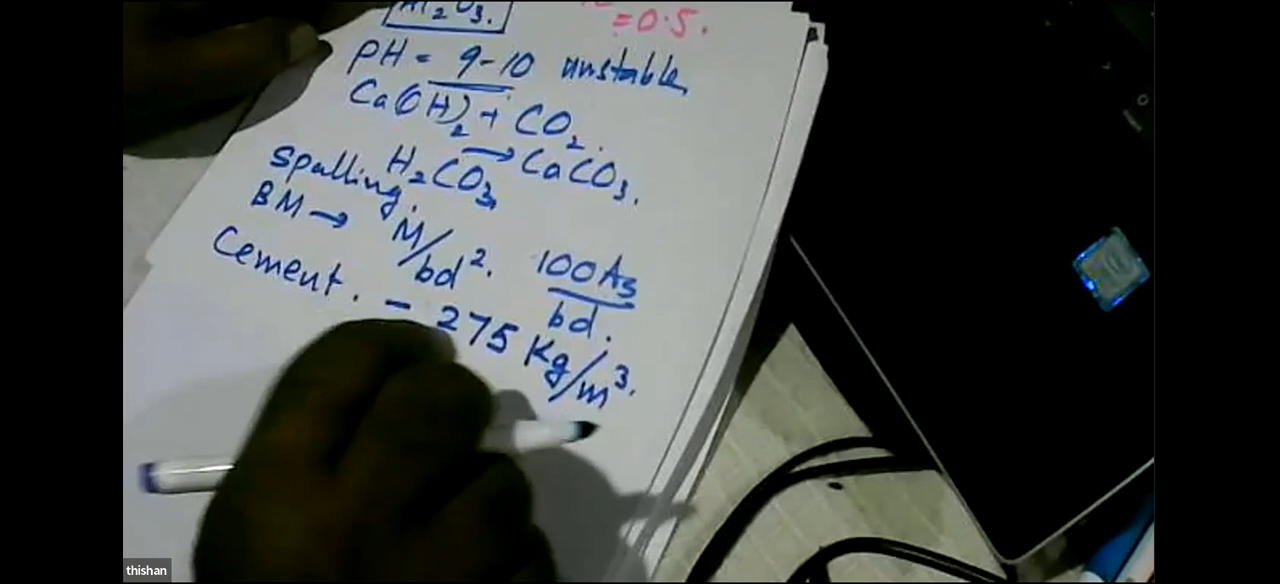 Al₂O₃.
=0.5.
PH = 9-10 unstable
Ca(OH)₂ + CO₂.
H₂CO₃ → CaCO₃.
Spalling.
BM → M/bd². 100As/bd.
Cement. - 275 Kg/m³.
thishan